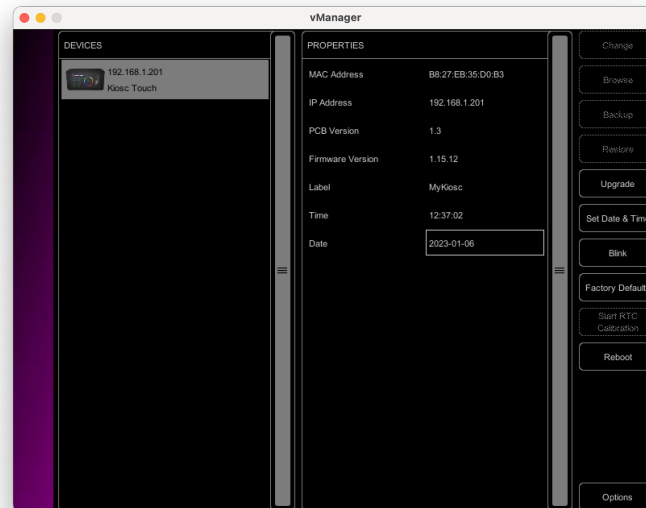 vManager
DEVICES
192.168.1.201
Kiosc Touch
PROPERTIES
MAC Address B8:27:EB:35:D0:B3
IP Address 192.168.1.201
PCB Version 1.3
Firmware Version 1.15.12
Label MyKiosc
Time 12:37:02
Date 2023-01-06
Change
Browse
Backup
Restore
Upgrade
Set Date & Time
Blink
Factory Default
Start RTC
Calibration
Reboot
Options